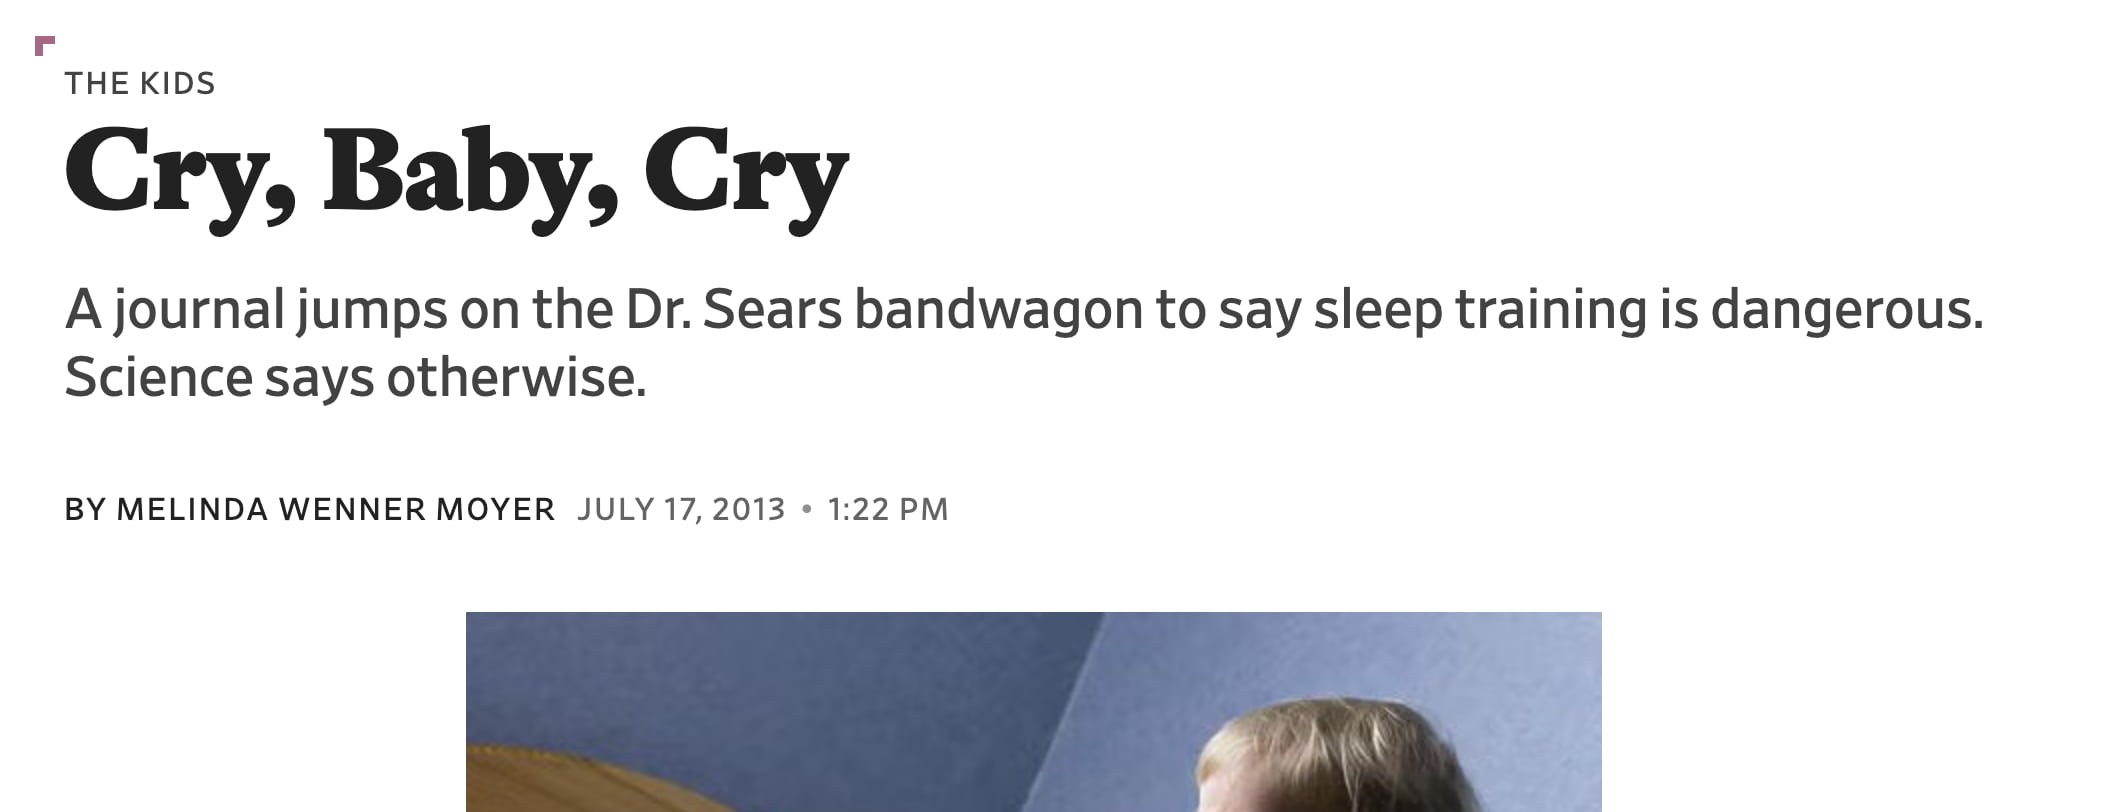 THE KIDS
Cry, Baby, Cry
A journal jumps on the Dr. Sears bandwagon to say sleep training is dangerous.
Science says otherwise.
BY MELINDA WENNER MOYER JULY 17, 2013 • 1:22 PM